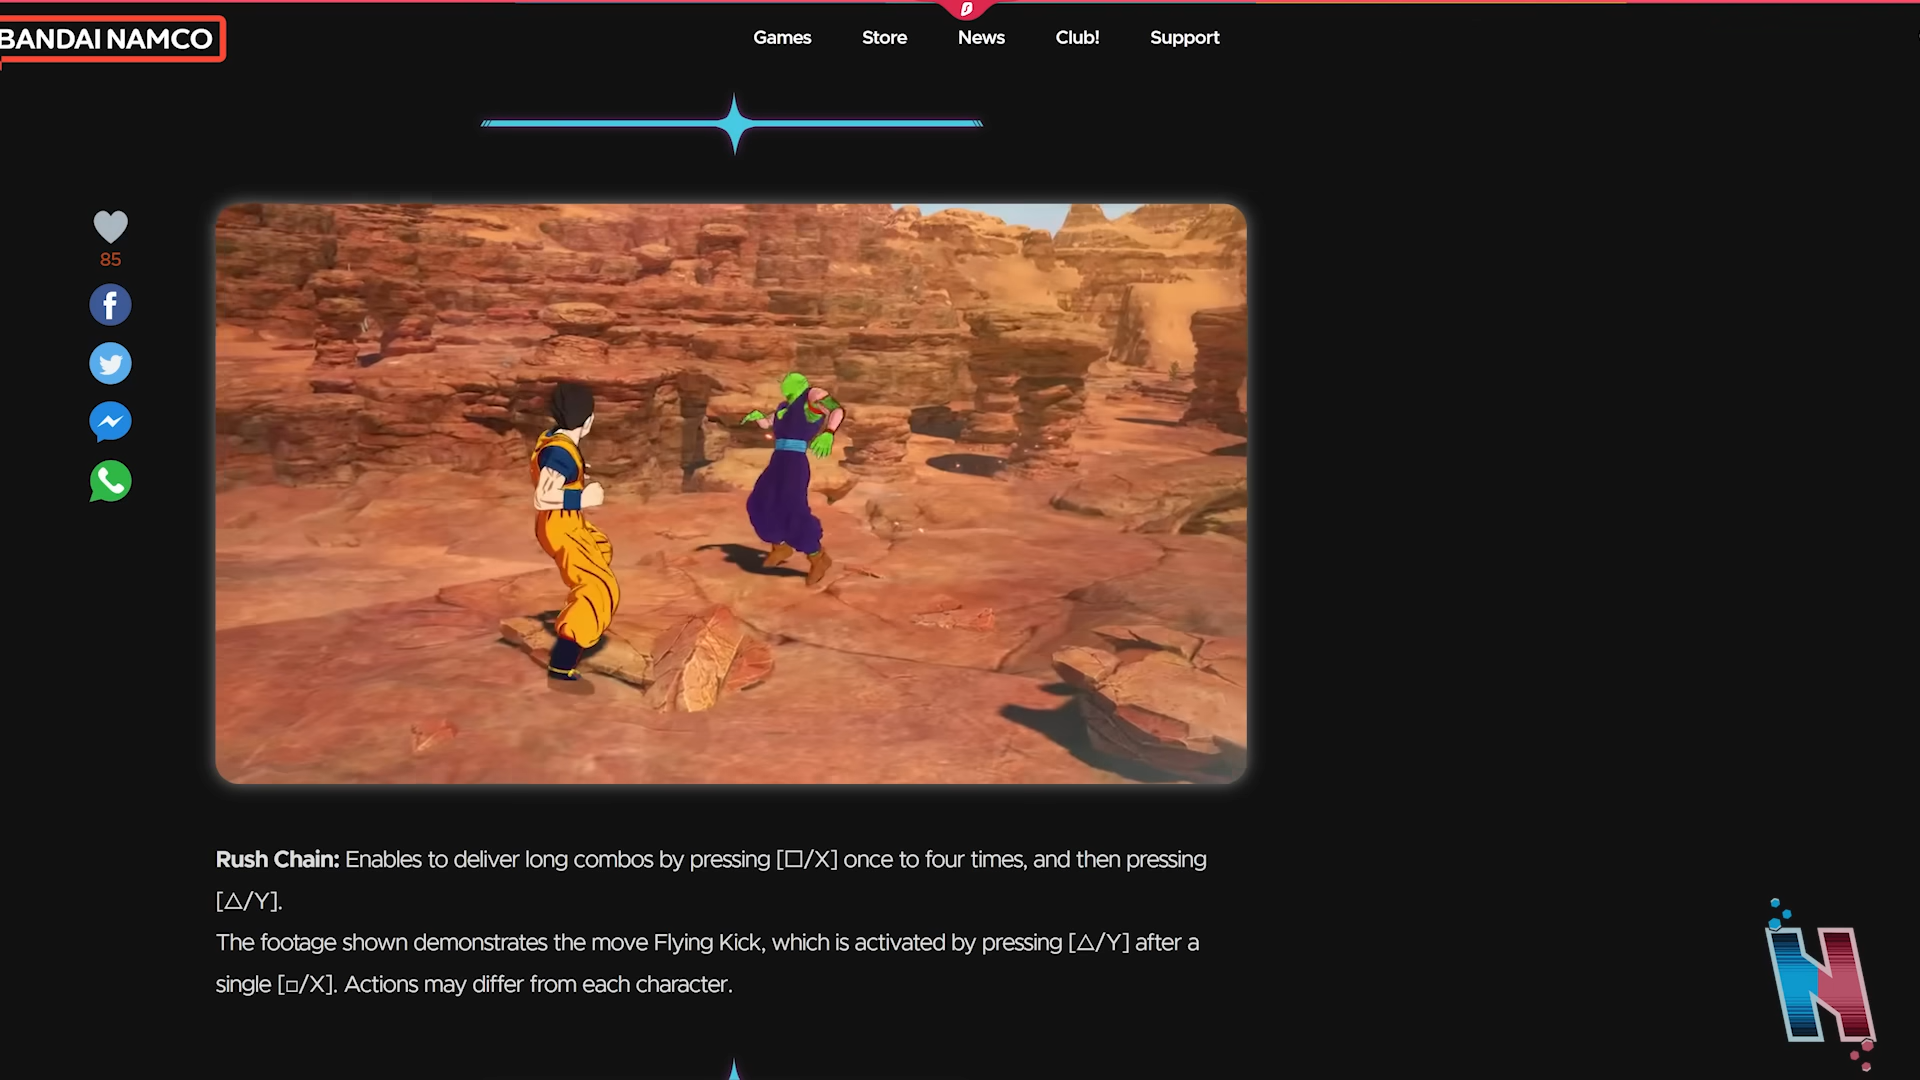 BANDAI NAMCO
Games
Store
News
Club!
Support
85
Rush Chain: Enables to deliver long combos by pressing [□/X] once to four times, and then pressing
[△/Y].
The footage shown demonstrates the move Flying Kick, which is activated by pressing [△/Y] after a
single [□/X]. Actions may differ from each character.
N